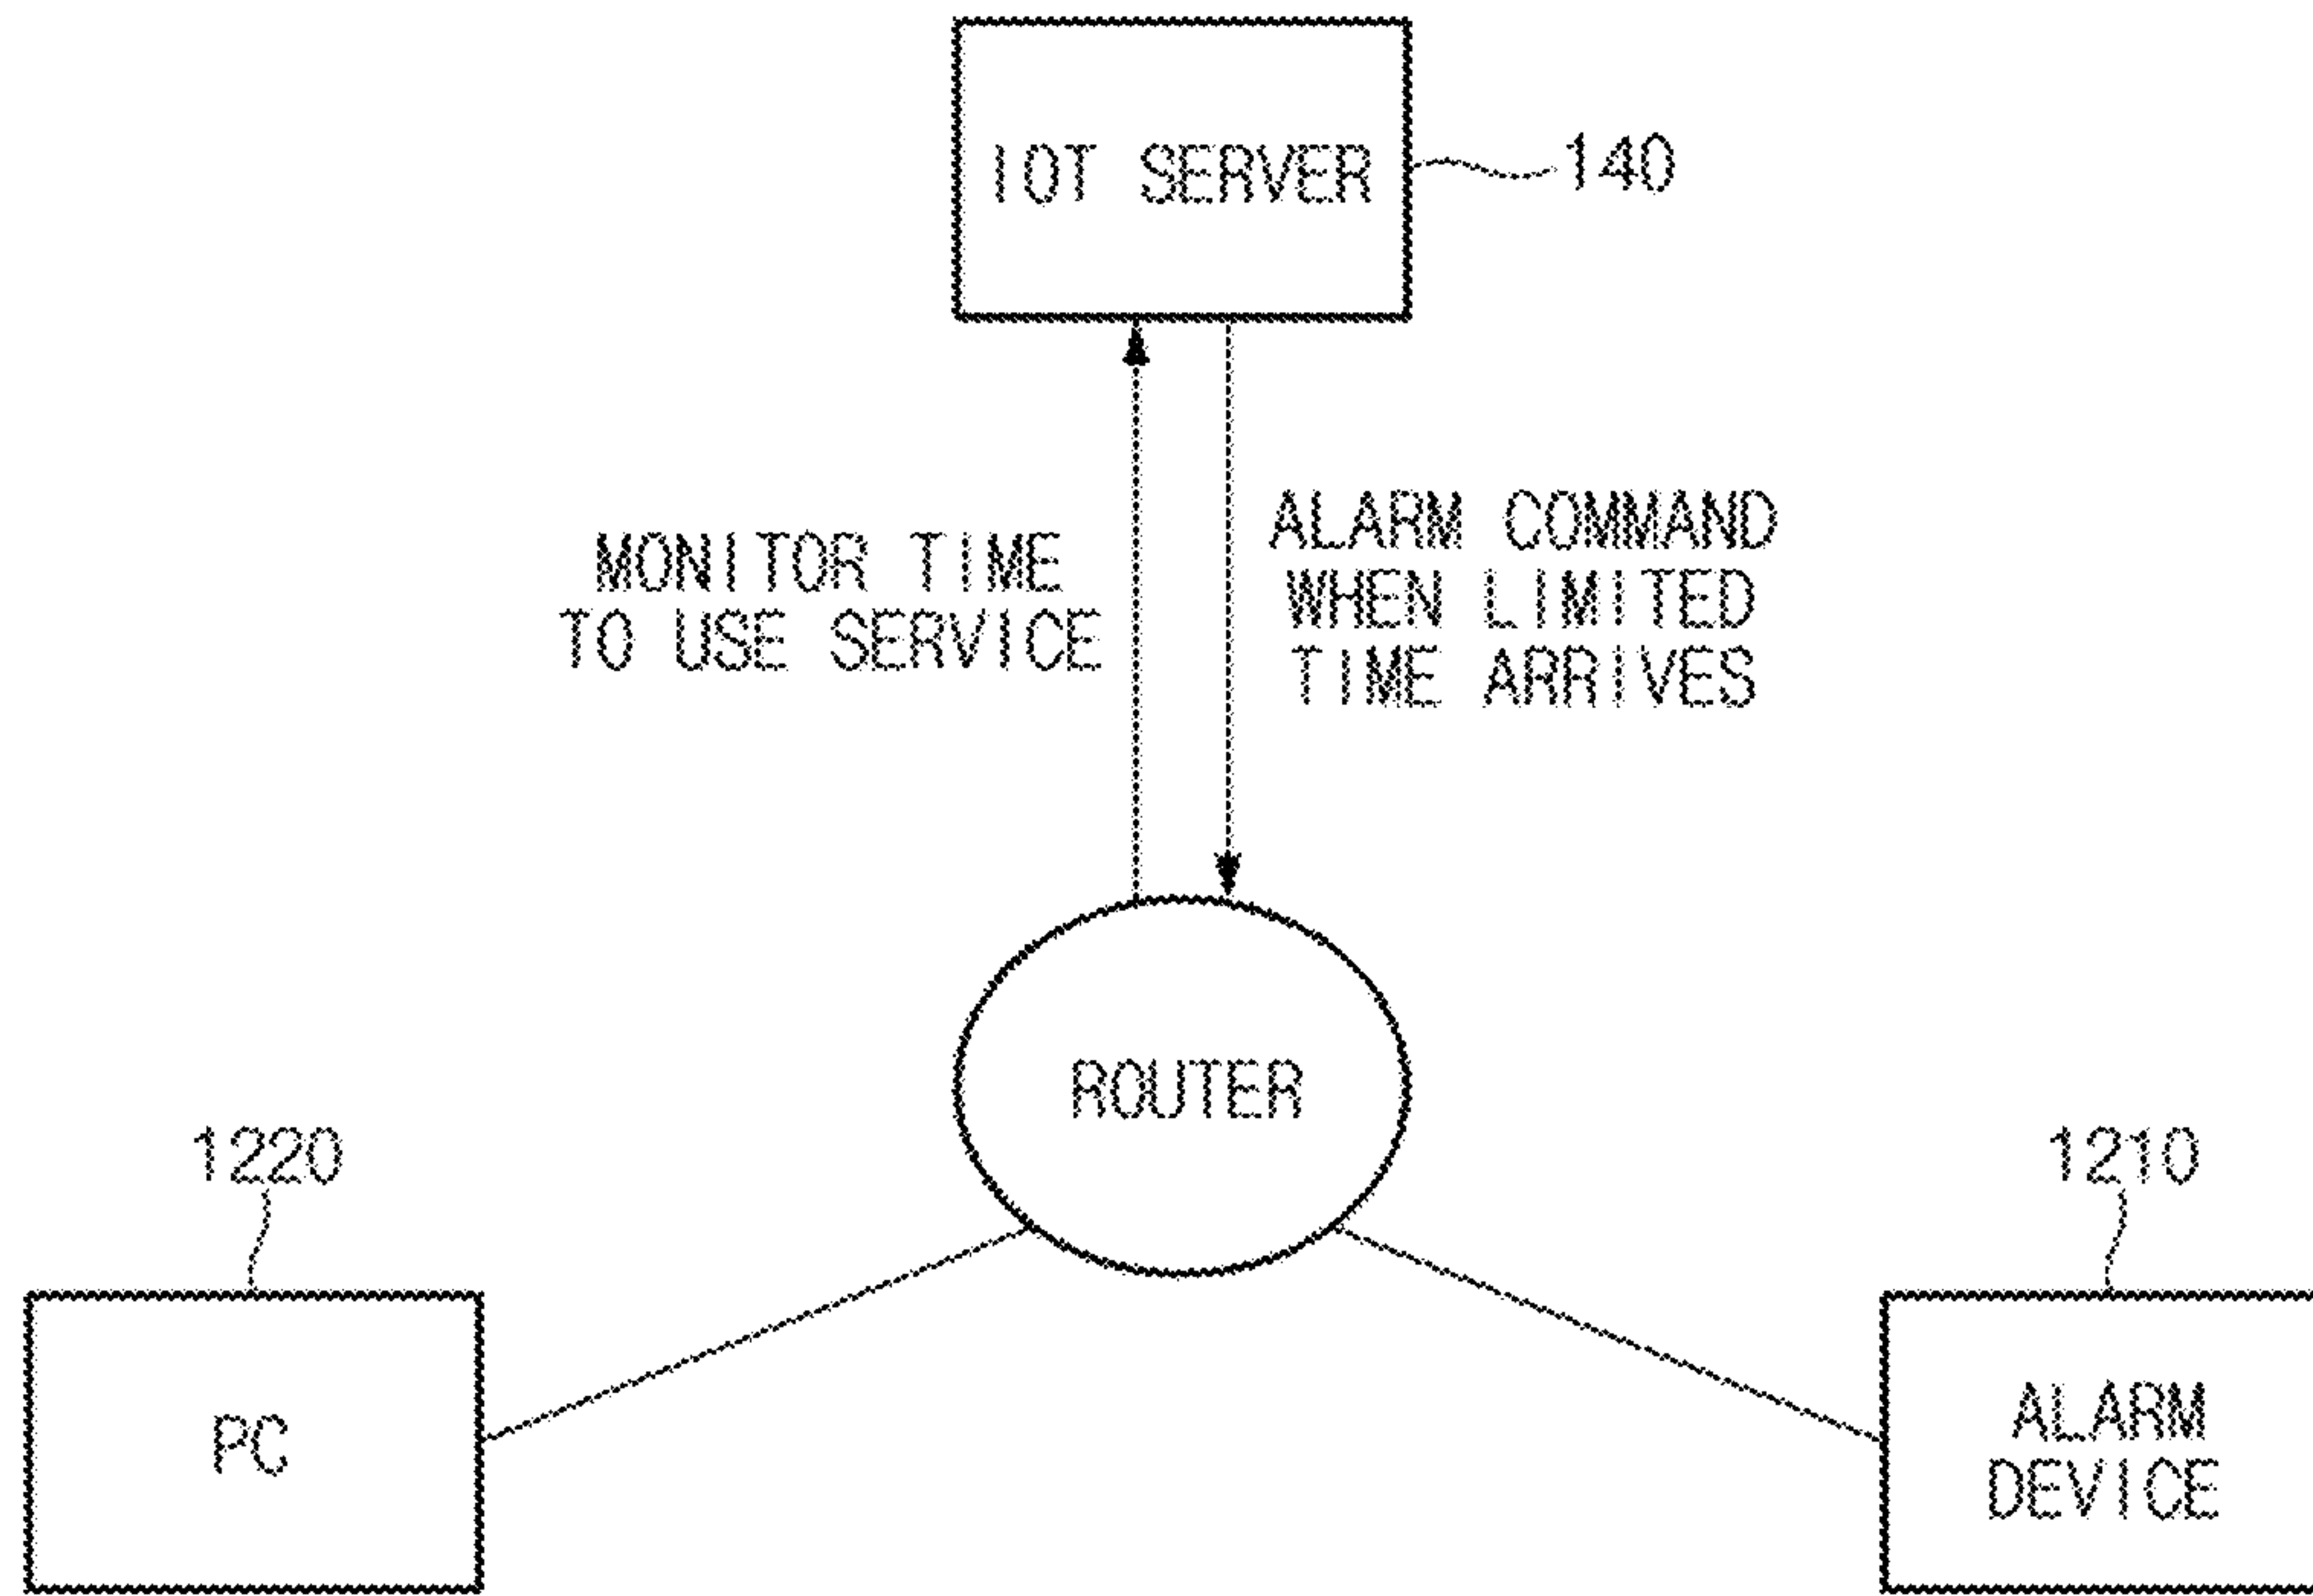 IOT SERVER
140
MONITOR TIME
TO USE SERVICE
ALARM COMMAND
WHEN LIMITED
TIME ARRIVES
ROUTER
1220
1210
PC
ALARM
DEVICE